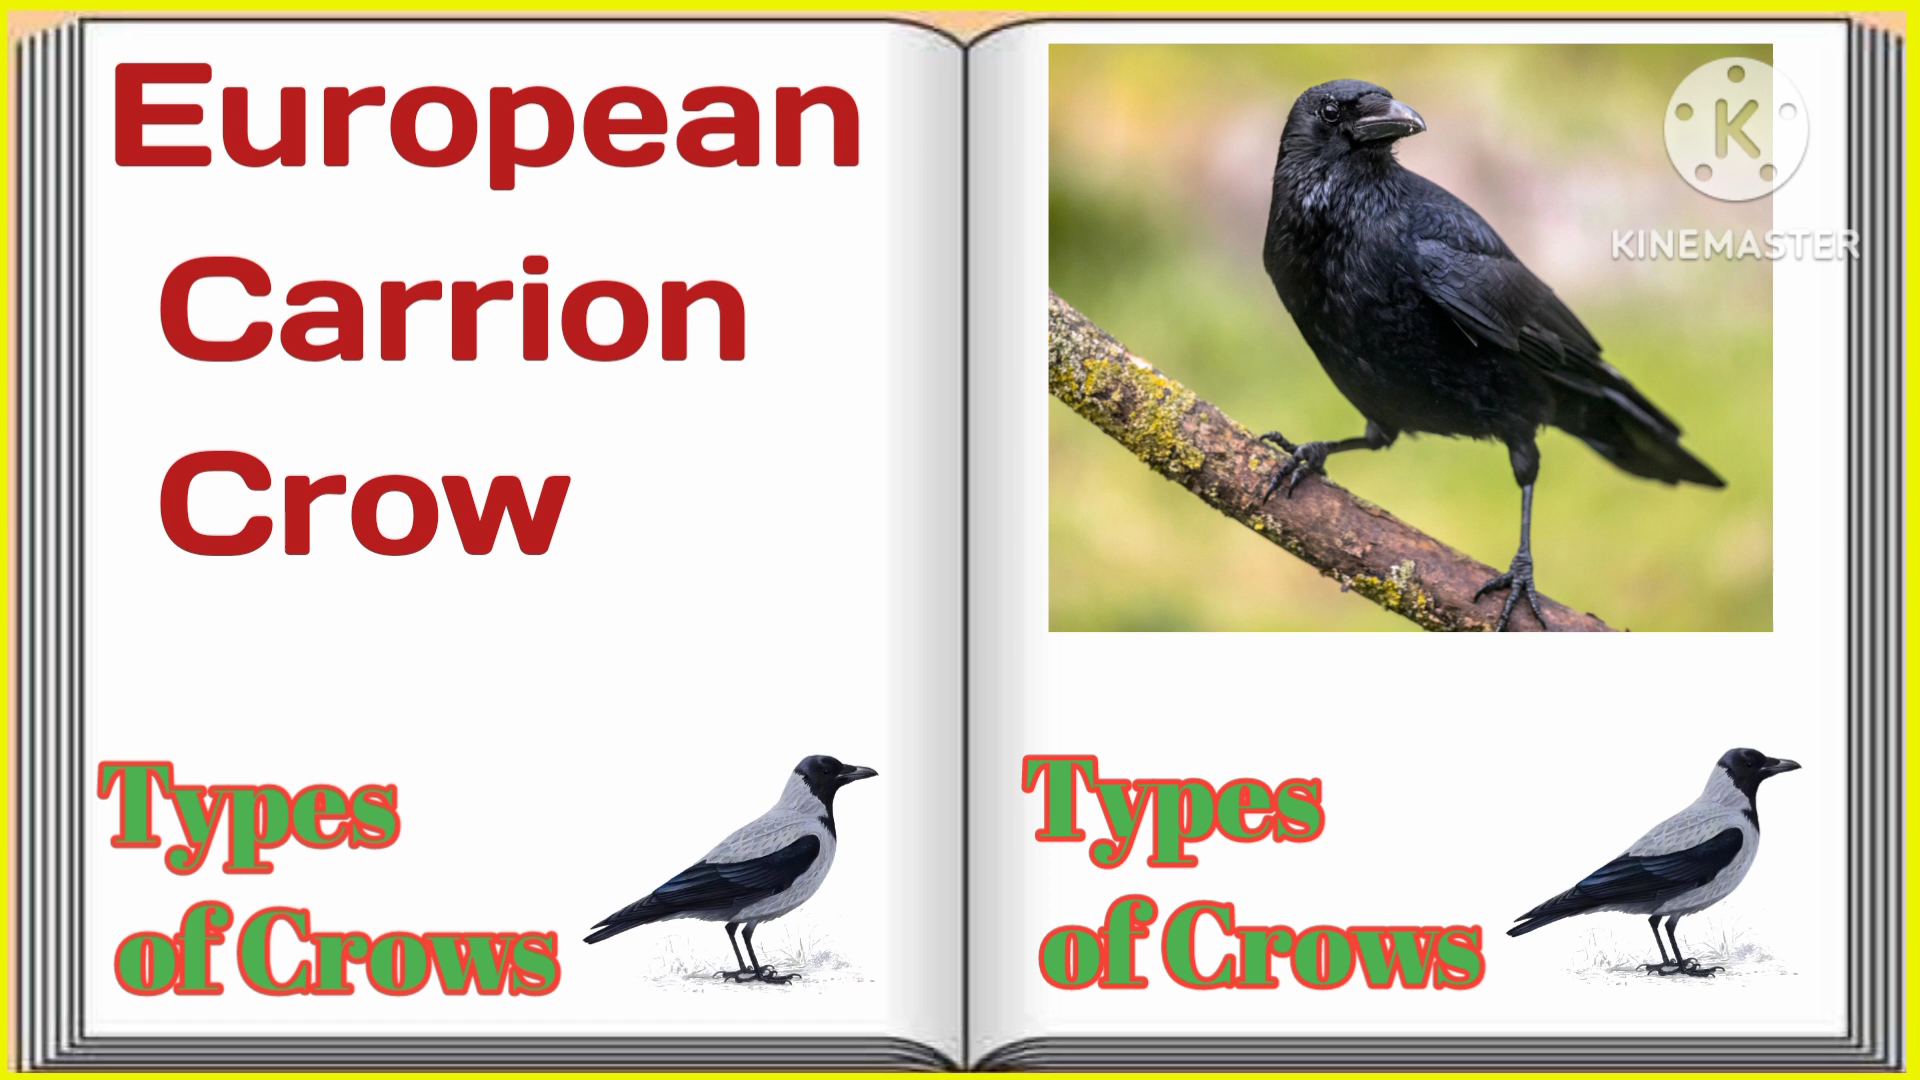 European
Carrion
Crow
Types
of Crows
K
KINEMASTER
Types
of Crows